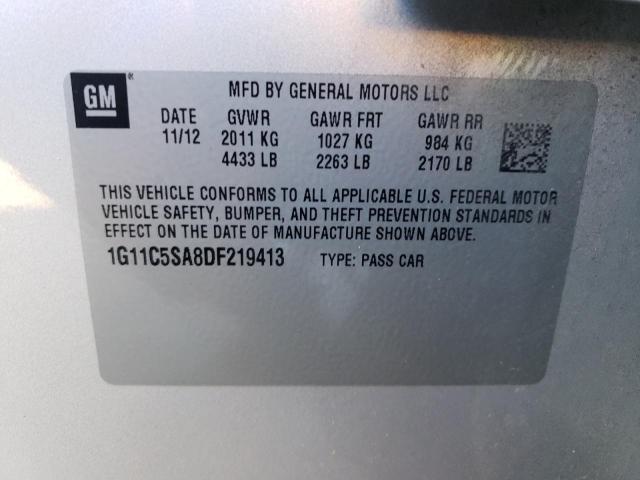 GM®
MFD BY GENERAL MOTORS LLC
DATE GVWR GAWR FRT GAWR RR
11/12 2011 KG 1027 KG 984 KG
4433 LB 2263 LB 2170 LB
THIS VEHICLE CONFORMS TO ALL APPLICABLE U.S. FEDERAL MOTOR
VEHICLE SAFETY, BUMPER, AND THEFT PREVENTION STANDARDS IN
EFFECT ON THE DATE OF MANUFACTURE SHOWN ABOVE.
1G11C5SA8DF219413 TYPE: PASS CAR